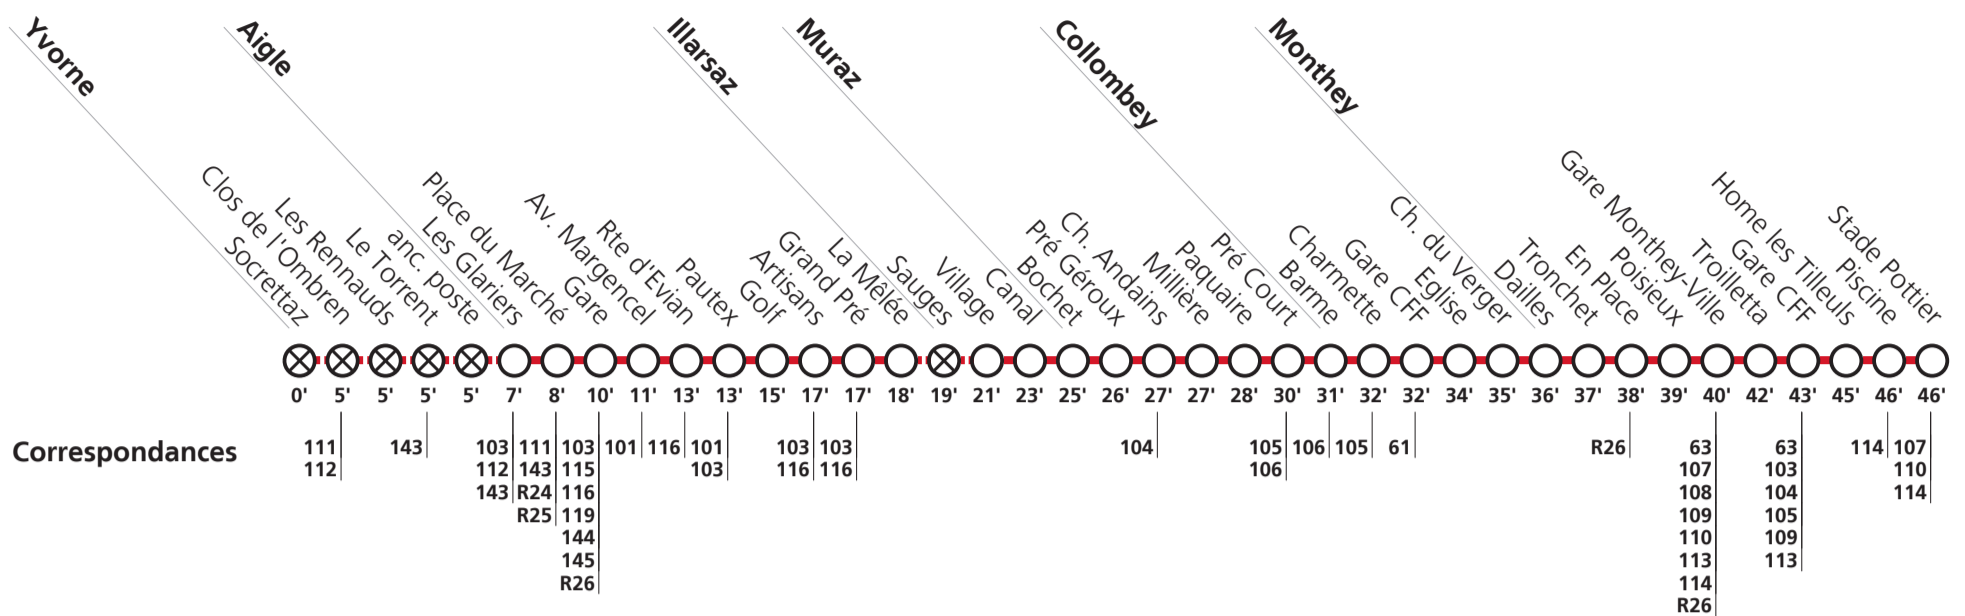 Yvorne
Aigle
Illarsaz
Muraz
Collombey
Monthey
Socrettaz
Clos de l'Ombren
Les Rennauds
Le Torrent
anc. poste
Les Glariers
Place du Marché
Gare
Av. Margencel
Rte d'Evian
Pautex
Golf
Artisans
Grand Pré
La Mêlée
Sauges
Village
Canal
Bochet
Pré Géroux
Ch. Andains
Millière
Paquaire
Pré Court
Barme
Charmette
Gare CFF
Eglise
Ch. du Verger
Dailles
Tronchet
En Place
Poisieux
Gare Monthey-Ville
Troilletta
Gare CFF
Home les Tilleuls
Piscine
Stade Pottier
0' 5' 5' 5' 5' 7' 8' 10' 11' 13' 13' 15' 17' 17' 18' 19' 21' 23' 25' 26' 27' 27' 28' 30' 31' 32' 32' 34' 35' 36' 37' 38' 39' 40' 42' 43' 45' 46' 46'
Correspondances
111 143 103 111 103 101 116 101 103 103 104 105 106 105 61 R26 63 63 114 107
112 112 143 115 103 116 116 106 107 103 110
143 R24 116 108 104 114
R25 119 109 105
144 110 109
145 113 113
R26 114
R26